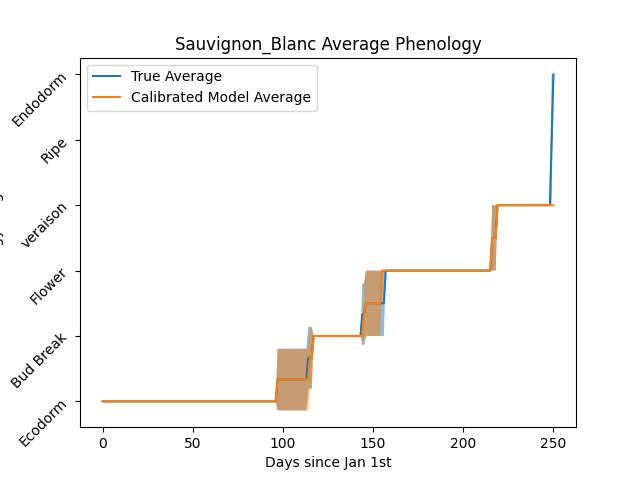 Sauvignon_Blanc Average Phenology
True Average
Calibrated Model Average
Endodorm
Ripe
veraison
Flower
Bud Break
Ecodorm
0 50 100 150 200 250
Days since Jan 1st